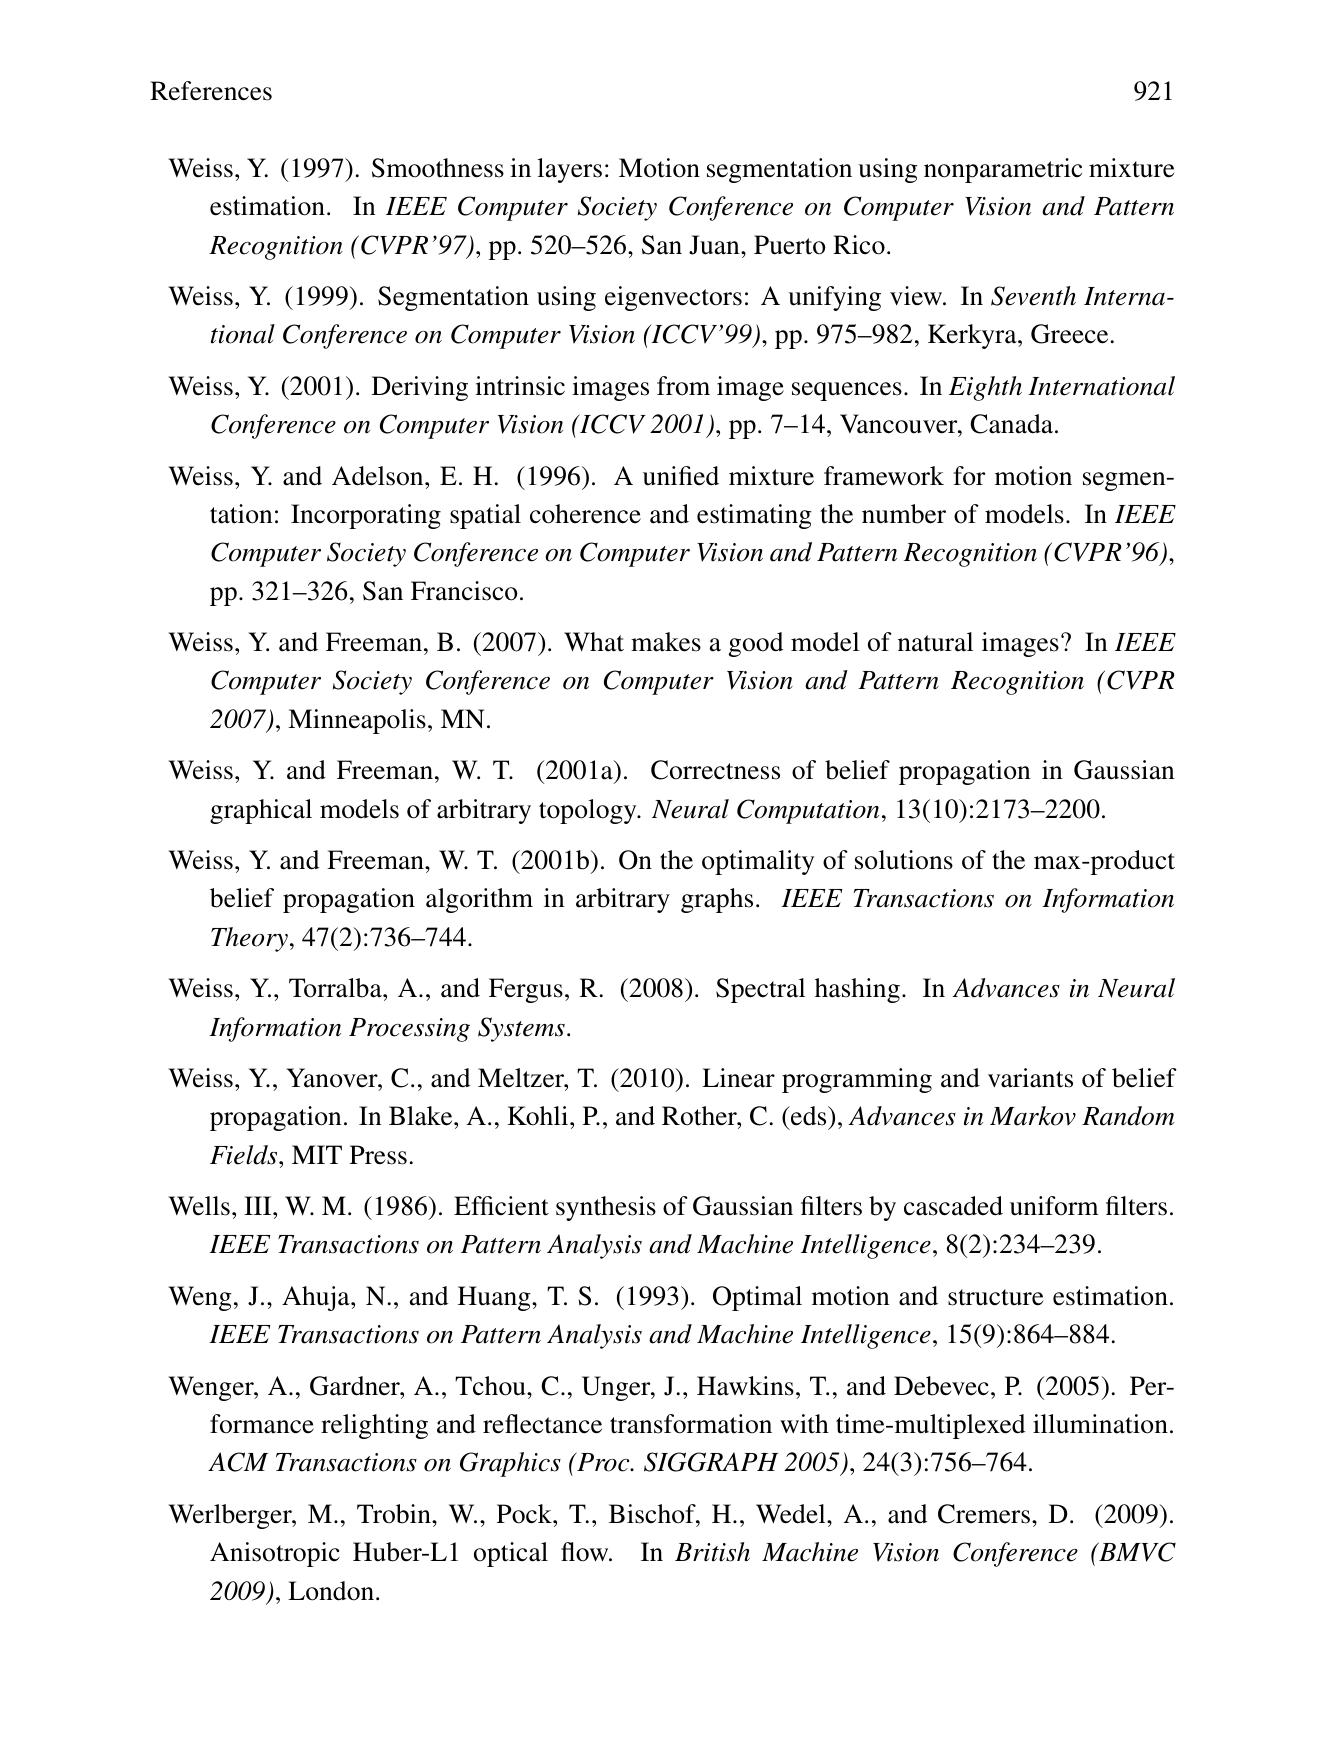 References 921
Weiss, Y. (1997). Smoothness in layers: Motion segmentation using nonparametric mixture
estimation. In IEEE Computer Society Conference on Computer Vision and Pattern
Recognition (CVPR’97), pp. 520–526, San Juan, Puerto Rico.
Weiss, Y. (1999). Segmentation using eigenvectors: A unifying view. In Seventh Interna-
tional Conference on Computer Vision (ICCV’99), pp. 975–982, Kerkyra, Greece.
Weiss, Y. (2001). Deriving intrinsic images from image sequences. In Eighth International
Conference on Computer Vision (ICCV 2001), pp. 7–14, Vancouver, Canada.
Weiss, Y. and Adelson, E. H. (1996). A unified mixture framework for motion segmen-
tation: Incorporating spatial coherence and estimating the number of models. In IEEE
Computer Society Conference on Computer Vision and Pattern Recognition (CVPR’96),
pp. 321–326, San Francisco.
Weiss, Y. and Freeman, B. (2007). What makes a good model of natural images? In IEEE
Computer Society Conference on Computer Vision and Pattern Recognition (CVPR
2007), Minneapolis, MN.
Weiss, Y. and Freeman, W. T. (2001a). Correctness of belief propagation in Gaussian
graphical models of arbitrary topology. Neural Computation, 13(10):2173–2200.
Weiss, Y. and Freeman, W. T. (2001b). On the optimality of solutions of the max-product
belief propagation algorithm in arbitrary graphs. IEEE Transactions on Information
Theory, 47(2):736–744.
Weiss, Y., Torralba, A., and Fergus, R. (2008). Spectral hashing. In Advances in Neural
Information Processing Systems.
Weiss, Y., Yanover, C., and Meltzer, T. (2010). Linear programming and variants of belief
propagation. In Blake, A., Kohli, P., and Rother, C. (eds), Advances in Markov Random
Fields, MIT Press.
Wells, III, W. M. (1986). Efficient synthesis of Gaussian filters by cascaded uniform filters.
IEEE Transactions on Pattern Analysis and Machine Intelligence, 8(2):234–239.
Weng, J., Ahuja, N., and Huang, T. S. (1993). Optimal motion and structure estimation.
IEEE Transactions on Pattern Analysis and Machine Intelligence, 15(9):864–884.
Wenger, A., Gardner, A., Tchou, C., Unger, J., Hawkins, T., and Debevec, P. (2005). Per-
formance relighting and reflectance transformation with time-multiplexed illumination.
ACM Transactions on Graphics (Proc. SIGGRAPH 2005), 24(3):756–764.
Werlberger, M., Trobin, W., Pock, T., Bischof, H., Wedel, A., and Cremers, D. (2009).
Anisotropic Huber-L1 optical flow. In British Machine Vision Conference (BMVC
2009), London.